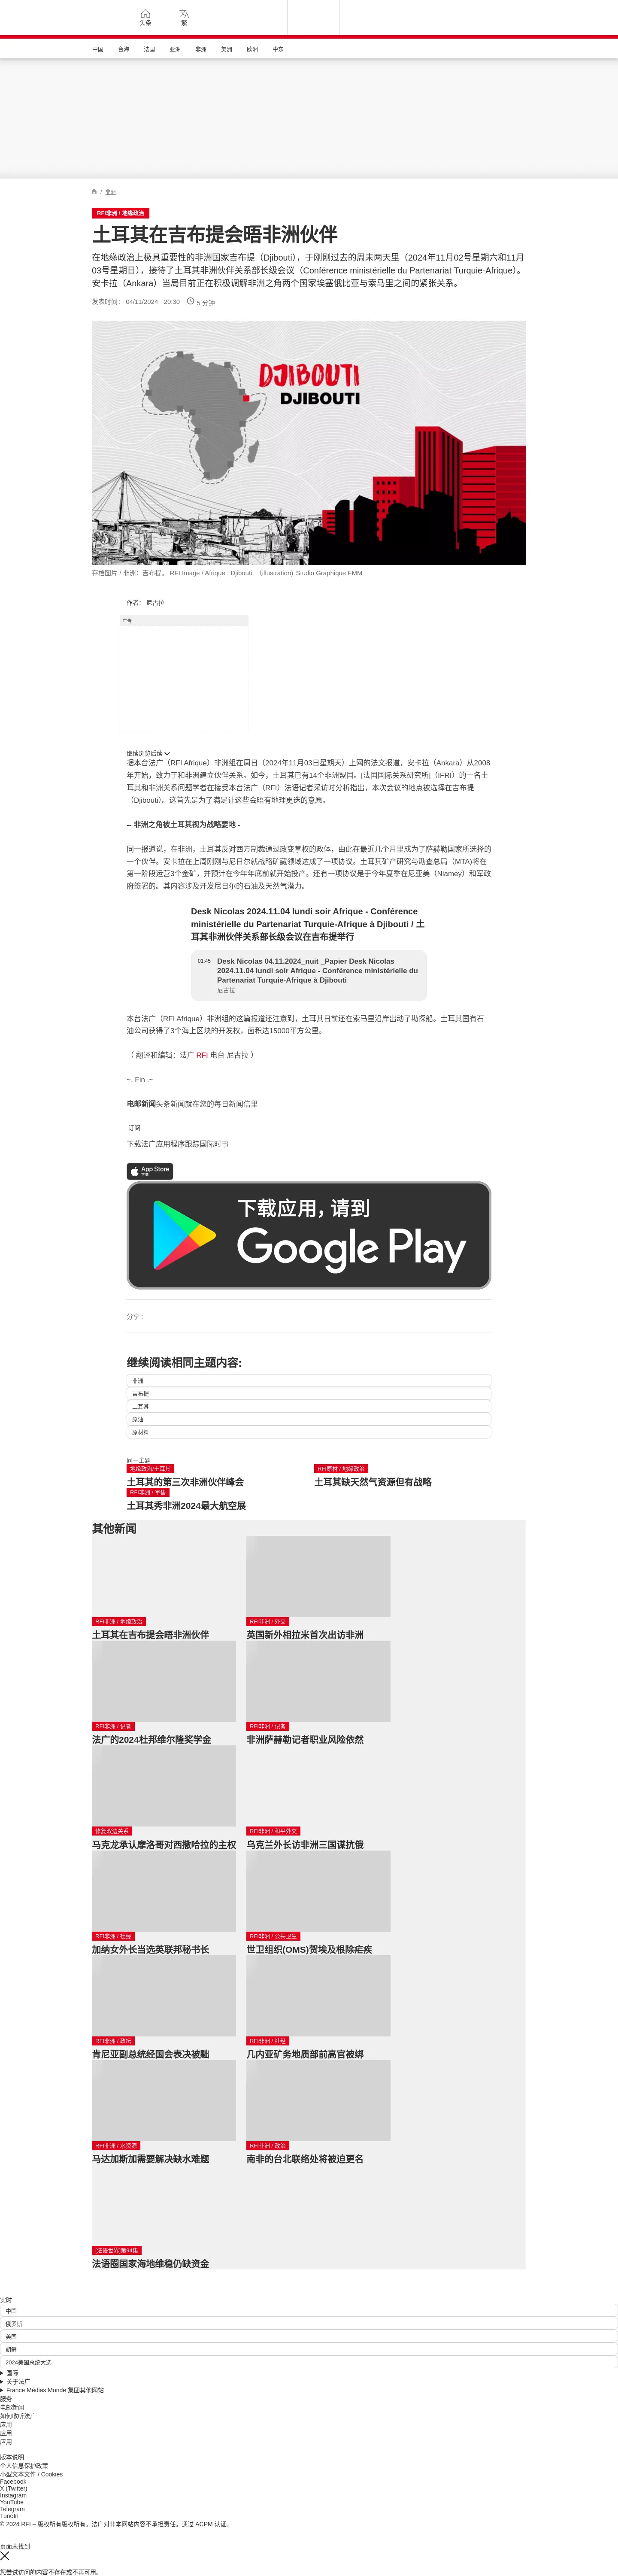 头条
繁
中国
台海
法国
亚洲
非洲
美洲
欧洲
中东
/ 非洲
RFI非洲 / 地缘政治
土耳其在吉布提会晤非洲伙伴
在地缘政治上极具重要性的非洲国家吉布提（Djibouti），于刚刚过去的周末两天里（2024年11月02号星期六和11月
03号星期日），接待了土耳其非洲伙伴关系部长级会议（Conférence ministérielle du Partenariat Turquie-Afrique）。
安卡拉（Ankara）当局目前正在积极调解非洲之角两个国家埃塞俄比亚与索马里之间的紧张关系。
发表时间： 04/11/2024 - 20:30 5 分钟
DJIBOUTI
DJIBOUTI
存档图片 / 非洲：吉布提。 RFI Image / Afrique : Djibouti. （illustration) Studio Graphique FMM
作者： 尼古拉
广告
继续浏览后续
据本台法广（RFI Afrique）非洲组在周日（2024年11月03日星期天）上网的法文报道，安卡拉（Ankara）从2008
年开始，致力于和非洲建立伙伴关系。如今，土耳其已有14个非洲盟国。[法国国际关系研究所]（IFRI）的一名土
耳其和非洲关系问题学者在接受本台法广（RFI）法语记者采访时分析指出，本次会议的地点被选择在吉布提
（Djibouti）。这首先是为了满足让这些会晤有地理更迭的意愿。
-- 非洲之角被土耳其视为战略要地 -
同一报道说，在非洲，土耳其反对西方制裁通过政变掌权的政体，由此在最近几个月里成为了萨赫勒国家所选择的
一个伙伴。安卡拉在上周刚刚与尼日尔就战略矿藏领域达成了一项协议。土耳其矿产研究与勘查总局（MTA)将在
第一阶段运营3个金矿，并预计在今年年底前就开始投产。还有一项协议是于今年夏季在尼亚美（Niamey）和军政
府签署的。其内容涉及开发尼日尔的石油及天然气潜力。
Desk Nicolas 2024.11.04 lundi soir Afrique - Conférence
ministérielle du Partenariat Turquie-Afrique à Djibouti / 土
耳其非洲伙伴关系部长级会议在吉布提举行
01:45
Desk Nicolas 04.11.2024_nuit _Papier Desk Nicolas
2024.11.04 lundi soir Afrique - Conférence ministérielle du
Partenariat Turquie-Afrique à Djibouti
尼古拉
本台法广（RFI Afrique）非洲组的这篇报道还注意到，土耳其日前还在索马里沿岸出动了勘探船。土耳其国有石
油公司获得了3个海上区块的开发权，面积达15000平方公里。
（ 翻译和编辑：法广 RFI 电台 尼古拉 ）
~. Fin .~
电邮新闻头条新闻就在您的每日新闻信里
订阅
下载法广应用程序跟踪国际时事
App Store
下载
下载应用，请到
Google Play
分享 :
继续阅读相同主题内容:
非洲
吉布提
土耳其
原油
原材料
同一主题
地缘政治/土耳其
土耳其的第三次非洲伙伴峰会
RFI原材 / 地缘政治
土耳其缺天然气资源但有战略
RFI非洲 / 军售
土耳其秀非洲2024最大航空展
其他新闻
RFI非洲 / 地缘政治
土耳其在吉布提会晤非洲伙伴
RFI非洲 / 外交
英国新外相拉米首次出访非洲
RFI非洲 / 记者
法广的2024杜邦维尔隆奖学金
RFI非洲 / 记者
非洲萨赫勒记者职业风险依然
修复双边关系
马克龙承认摩洛哥对西撒哈拉的主权
RFI非洲 / 和平外交
乌克兰外长访非洲三国谋抗俄
RFI非洲 / 社经
加纳女外长当选英联邦秘书长
RFI非洲 / 公共卫生
世卫组织(OMS)贺埃及根除疟疾
RFI非洲 / 政坛
肯尼亚副总统经国会表决被黜
RFI非洲 / 社经
几内亚矿务地质部前高官被绑
RFI非洲 / 水资源
马达加斯加需要解决缺水难题
RFI非洲 / 政治
南非的台北联络处将被迫更名
[法语世界]第94集
法语圈国家海地维稳仍缺资金
实时
中国
俄罗斯
美国
朝鲜
2024美国总统大选
国际
关于法广
France Médias Monde 集团其他网站
服务
电邮新闻
如何收听法广
应用
应用
应用
版本说明
个人信息保护政策
小型文本文件 / Cookies
Facebook
X (Twitter)
Instagram
YouTube
Telegram
TuneIn
© 2024 RFI – 版权所有版权所有。法广对非本网站内容不承担责任。通过 ACPM 认证。
页面未找到
您尝试访问的内容不存在或不再可用。